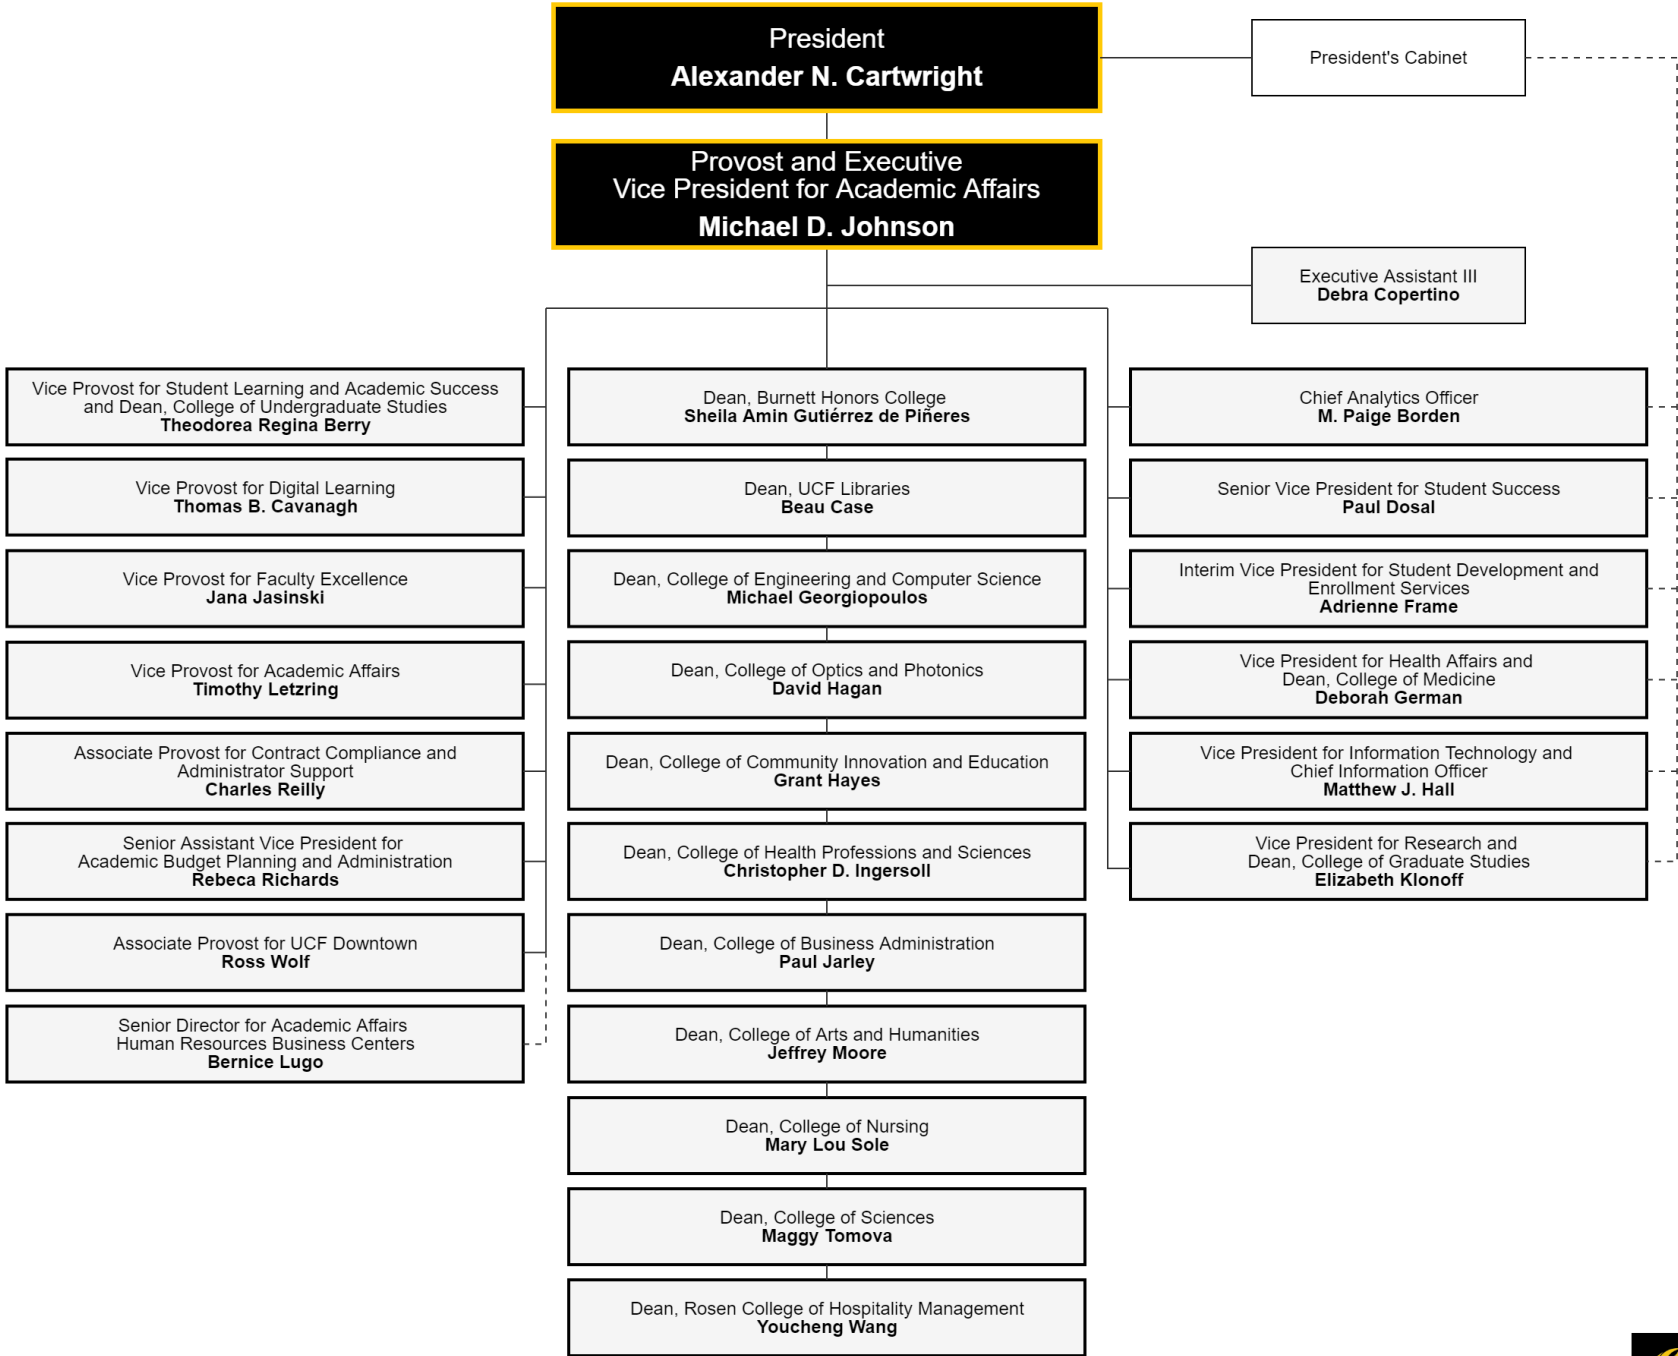 President
Alexander N. Cartwright
President's Cabinet
Provost and Executive
Vice President for Academic Affairs
Michael D. Johnson
Executive Assistant III
Debra Copertino
Vice Provost for Student Learning and Academic Success
and Dean, College of Undergraduate Studies
Theodorea Regina Berry
Vice Provost for Digital Learning
Thomas B. Cavanagh
Vice Provost for Faculty Excellence
Jana Jasinski
Vice Provost for Academic Affairs
Timothy Letzring
Associate Provost for Contract Compliance and
Administrator Support
Charles Reilly
Senior Assistant Vice President for
Academic Budget Planning and Administration
Rebeca Richards
Associate Provost for UCF Downtown
Ross Wolf
Senior Director for Academic Affairs
Human Resources Business Centers
Bernice Lugo
Dean, Burnett Honors College
Sheila Amin Gutiérrez de Piñeres
Dean, UCF Libraries
Beau Case
Dean, College of Engineering and Computer Science
Michael Georgiopoulos
Dean, College of Optics and Photonics
David Hagan
Dean, College of Community Innovation and Education
Grant Hayes
Dean, College of Health Professions and Sciences
Christopher D. Ingersoll
Dean, College of Business Administration
Paul Jarley
Dean, College of Arts and Humanities
Jeffrey Moore
Dean, College of Nursing
Mary Lou Sole
Dean, College of Sciences
Maggy Tomova
Dean, Rosen College of Hospitality Management
Youcheng Wang
Chief Analytics Officer
M. Paige Borden
Senior Vice President for Student Success
Paul Dosal
Interim Vice President for Student Development and
Enrollment Services
Adrienne Frame
Vice President for Health Affairs and
Dean, College of Medicine
Deborah German
Vice President for Information Technology and
Chief Information Officer
Matthew J. Hall
Vice President for Research and
Dean, College of Graduate Studies
Elizabeth Klonoff